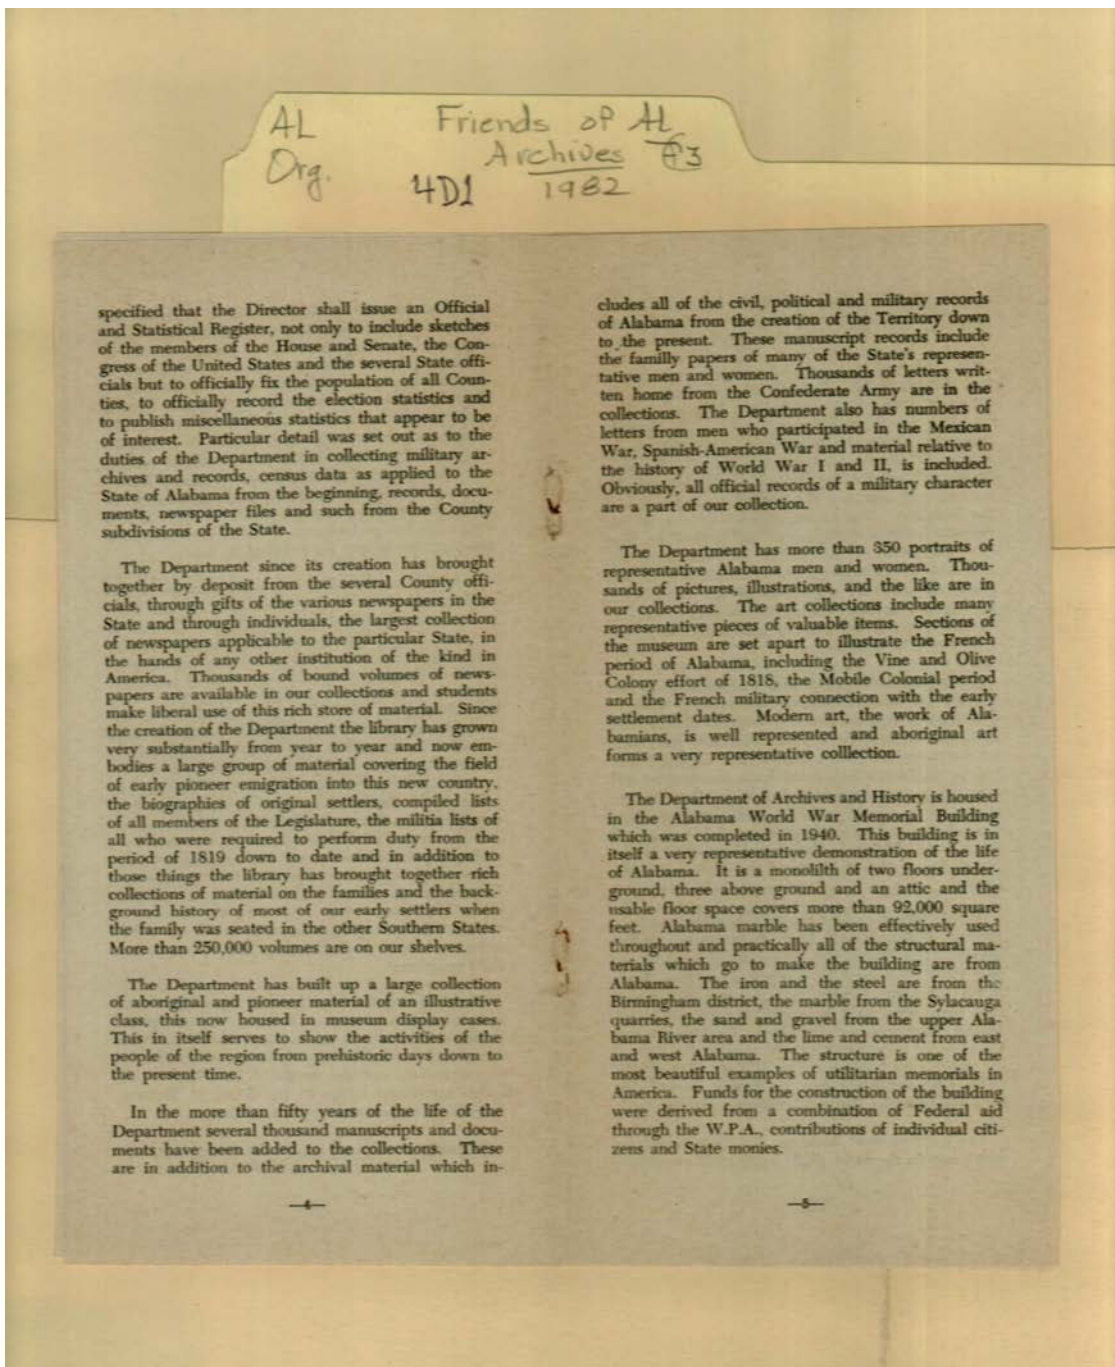 AL
Org.
Friends of AL
Archives #3
4D1
1982
specified that the Director shall issue an Official
and Statistical Register, not only to include sketches
of the members of the House and Senate, the Con-
gress of the United States and the several State offi-
cials but to officially fix the population of all Coun-
ties, to officially record the election statistics and
to publish miscellaneous statistics that appear to be
of interest. Particular detail was set out as to the
duties of the Department in collecting military ar-
chives and records, census data as applied to the
State of Alabama from the beginning, records, docu-
ments, newspaper files and such from the County
subdivisions of the State.
The Department since its creation has brought
together by deposit from the several County offi-
cials, through gifts of the various newspapers in the
State and through individuals, the largest collection
of newspapers applicable to the particular State, in
the hands of any other institution of the kind in
America. Thousands of bound volumes of news-
papers are available in our collections and students
make liberal use of this rich store of material. Since
the creation of the Department the library has grown
very substantially from year to year and now em-
bodies a large group of material covering the field
of early pioneer emigration into this new country,
the biographies of original settlers, compiled lists
of all members of the Legislature, the militia lists of
all who were required to perform duty from the
period of 1819 down to date and in addition to
those things the library has brought together rich
collections of material on the families and the back-
ground history of most of our early settlers when
the family was seated in the other Southern States.
More than 250,000 volumes are on our shelves.
The Department has built up a large collection
of aboriginal and pioneer material of an illustrative
class, this now housed in museum display cases.
This in itself serves to show the activities of the
people of the region from prehistoric days down to
the present time.
In the more than fifty years of the life of the
Department several thousand manuscripts and docu-
ments have been added to the collections. These
are in addition to the archival material which in-
—4—
cludes all of the civil, political and military records
of Alabama from the creation of the Territory down
to the present. These manuscript records include
the familly papers of many of the State's represen-
tative men and women. Thousands of letters writ-
ten home from the Confederate Army are in the
collections. The Department also has numbers of
letters from men who participated in the Mexican
War, Spanish-American War and material relative to
the history of World War I and II, is included.
Obviously, all official records of a military character
are a part of our collection.
The Department has more than 350 portraits of
representative Alabama men and women. Thou-
sands of pictures, illustrations, and the like are in
our collections. The art collections include many
representative pieces of valuable items. Sections of
the museum are set apart to illustrate the French
period of Alabama, including the Vine and Olive
Colony effort of 1818, the Mobile Colonial period
and the French military connection with the early
settlement dates. Modern art, the work of Ala-
bamians, is well represented and aboriginal art
forms a very representative colllection.
The Department of Archives and History is housed
in the Alabama World War Memorial Building
which was completed in 1940. This building is in
itself a very representative demonstration of the life
of Alabama. It is a monolilth of two floors under-
ground, three above ground and an attic and the
usable floor space covers more than 92,000 square
feet. Alabama marble has been effectively used
throughout and practically all of the structural ma-
terials which go to make the building are from
Alabama. The iron and the steel are from the
Birmingham district, the marble from the Sylacauga
quarries, the sand and gravel from the upper Ala-
bama River area and the lime and cement from east
and west Alabama. The structure is one of the
most beautiful examples of utilitarian memorials in
America. Funds for the construction of the building
were derived from a combination of Federal aid
through the W.P.A., contributions of individual citi-
zens and State monies.
—5—